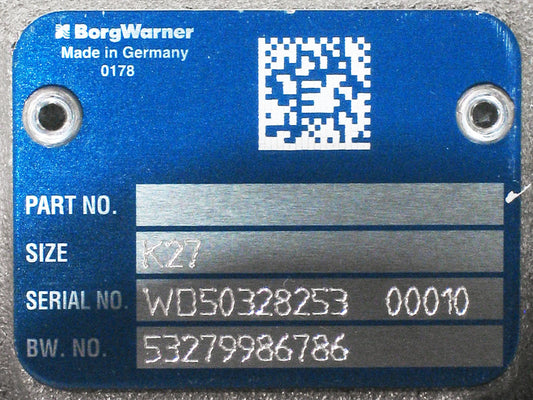 BorgWarner
Made in Germany
0178
PART NO.
SIZE K27
SERIAL NO. WD50328253 00010
BW. NO. 53279986786